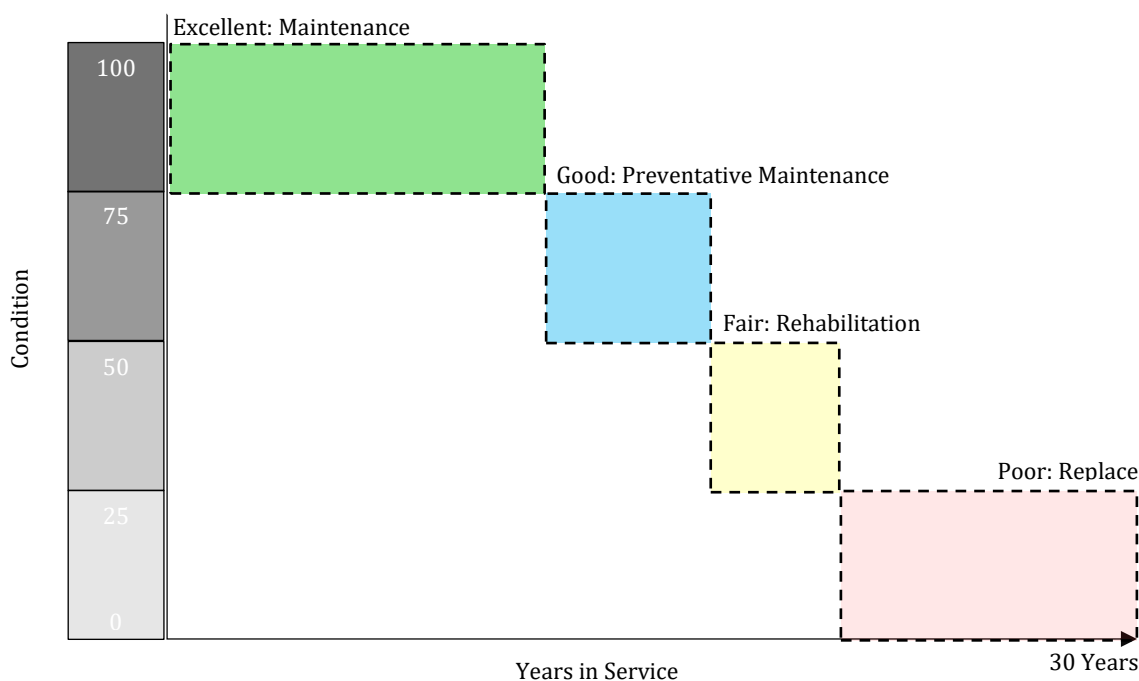 Excellent: Maintenance
100
Good: Preventative Maintenance
75
Fair: Rehabilitation
50
Condition
Poor: Replace
25
0
30 Years
Years in Service